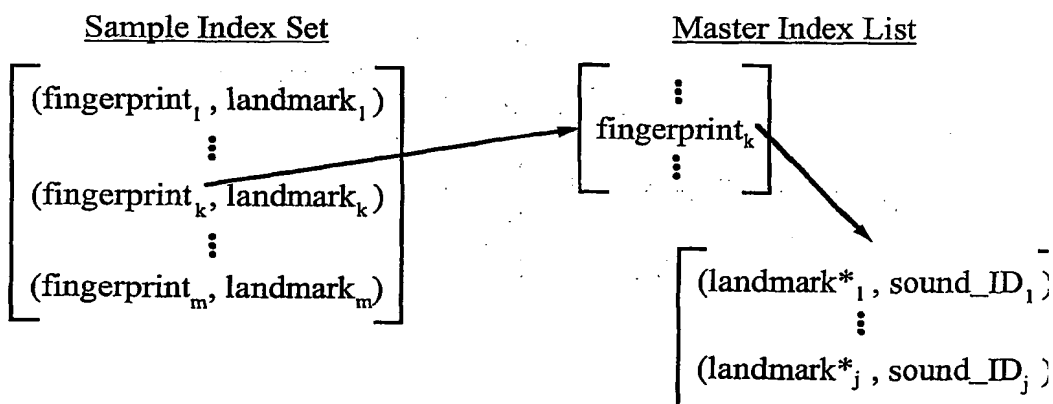 Sample Index Set
(fingerprint₁ , landmark₁)
(fingerprintₖ, landmarkₖ)
(fingerprintₘ, landmarkₘ)
Master Index List
fingerprintₖ
(landmark*₁ , sound_ID₁)
(landmark*ⱼ , sound_IDⱼ)